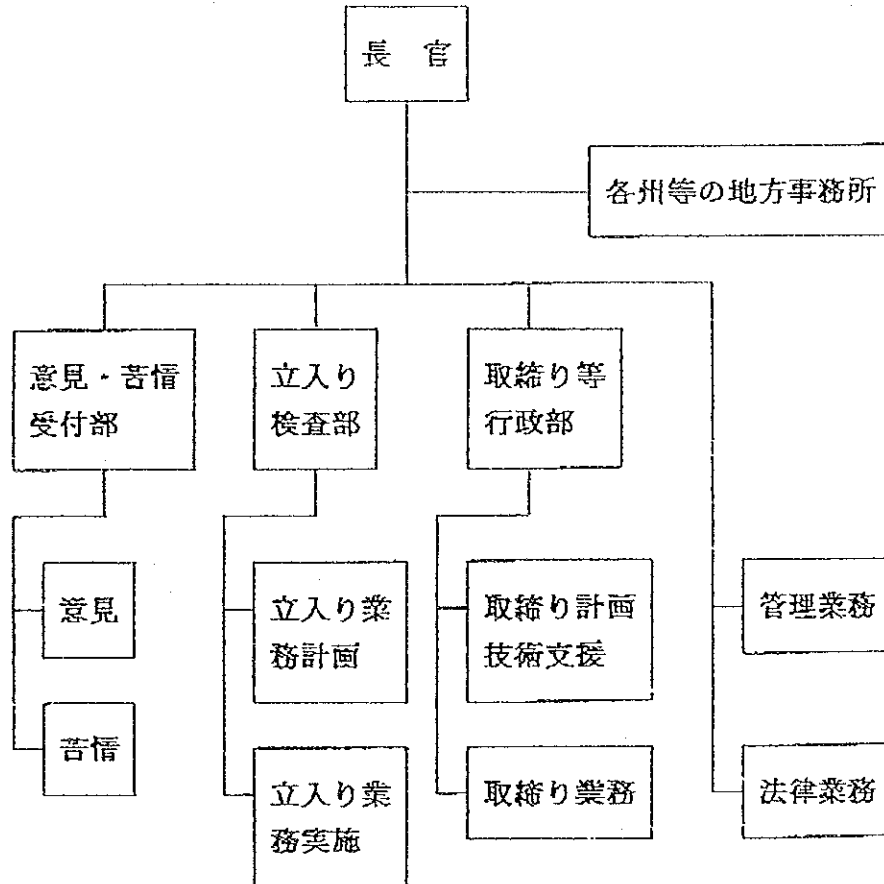 長 官
各州等の地方事務所
意見・苦情
受付部
立入り
検査部
取締り等
行政部
意見
苦情
立入り業
務計画
立入り業
務実施
取締り計画
技術支援
取締り業務
管理業務
法律業務